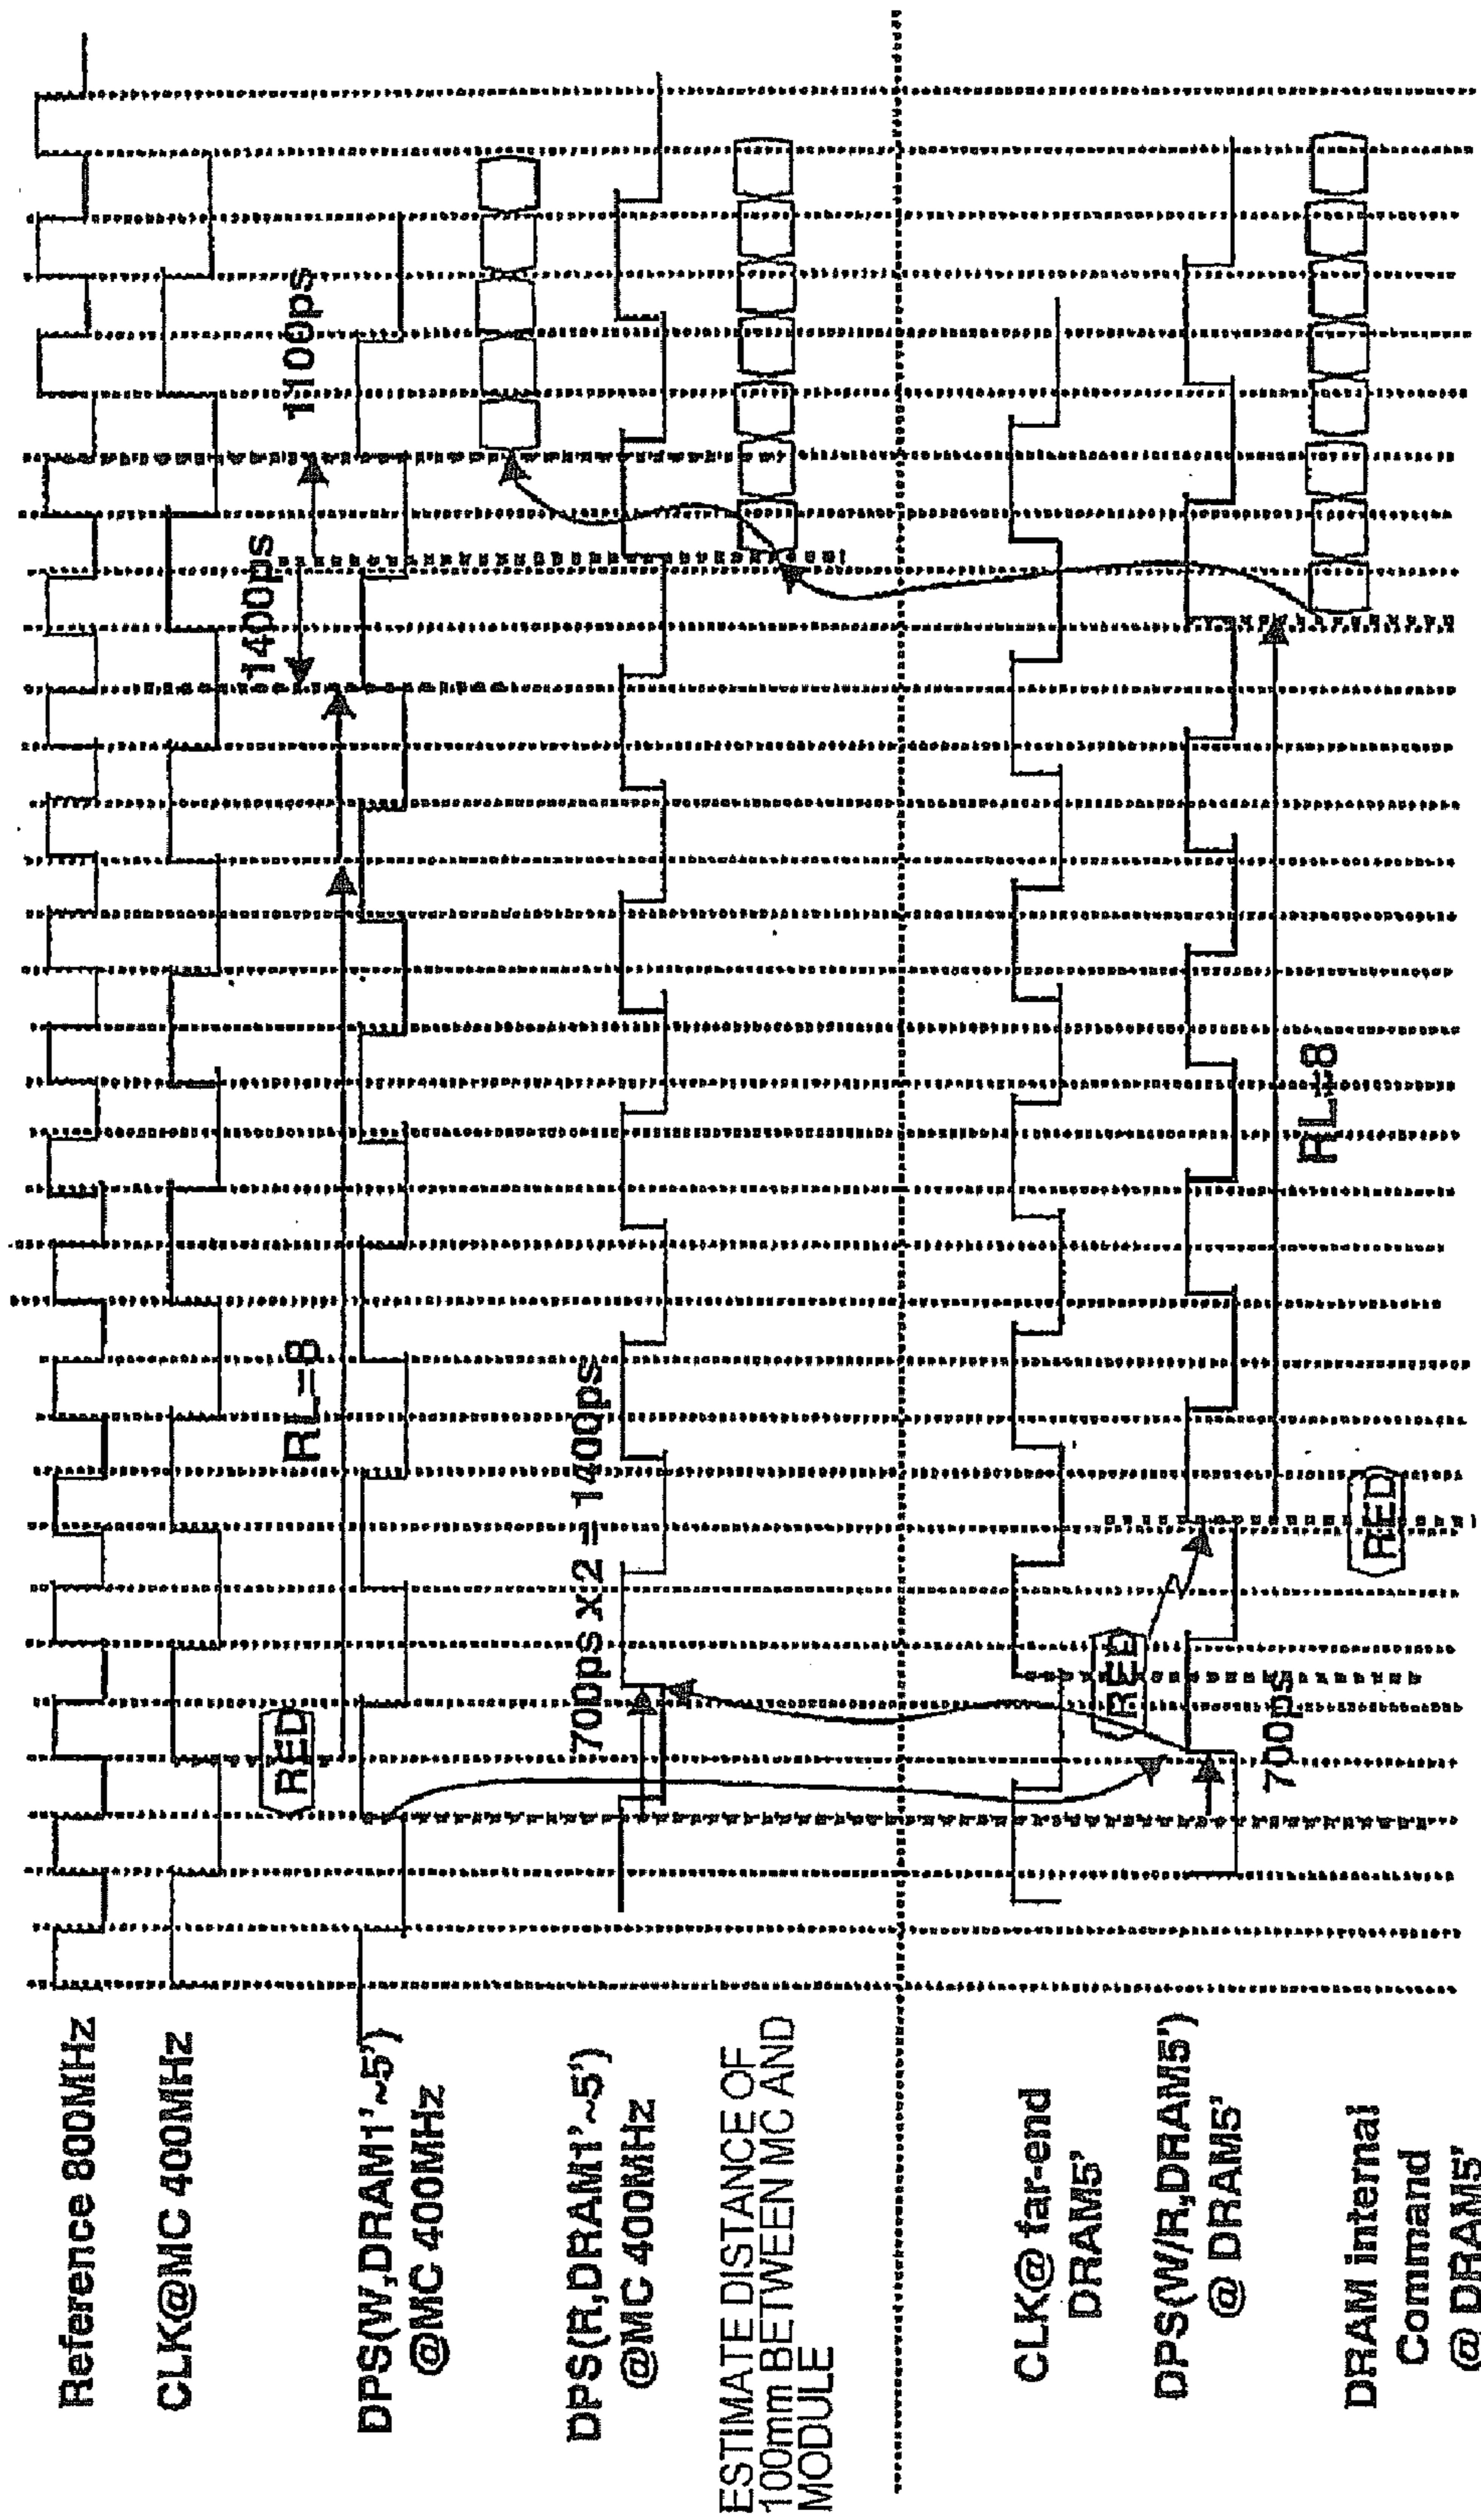 Reference 800MHz
CLK@MC 400MHz
RED
RL=8
1400ps
1100ps
DPS(W,DRAM1'~5')
@MC 400MHz
700ps x2 = 1400ps
DPS(R,DRAM1'~5')
@MC 400MHz
ESTIMATE DISTANCE OF
100mm BETWEEN MC AND
MODULE
CLK@ far-end
DRAM5'
RED
DPS(W/R,DRAM5')
@ DRAM5'
700ps
RL=8
RED
DRAM internal
Command
@ DRAM5'